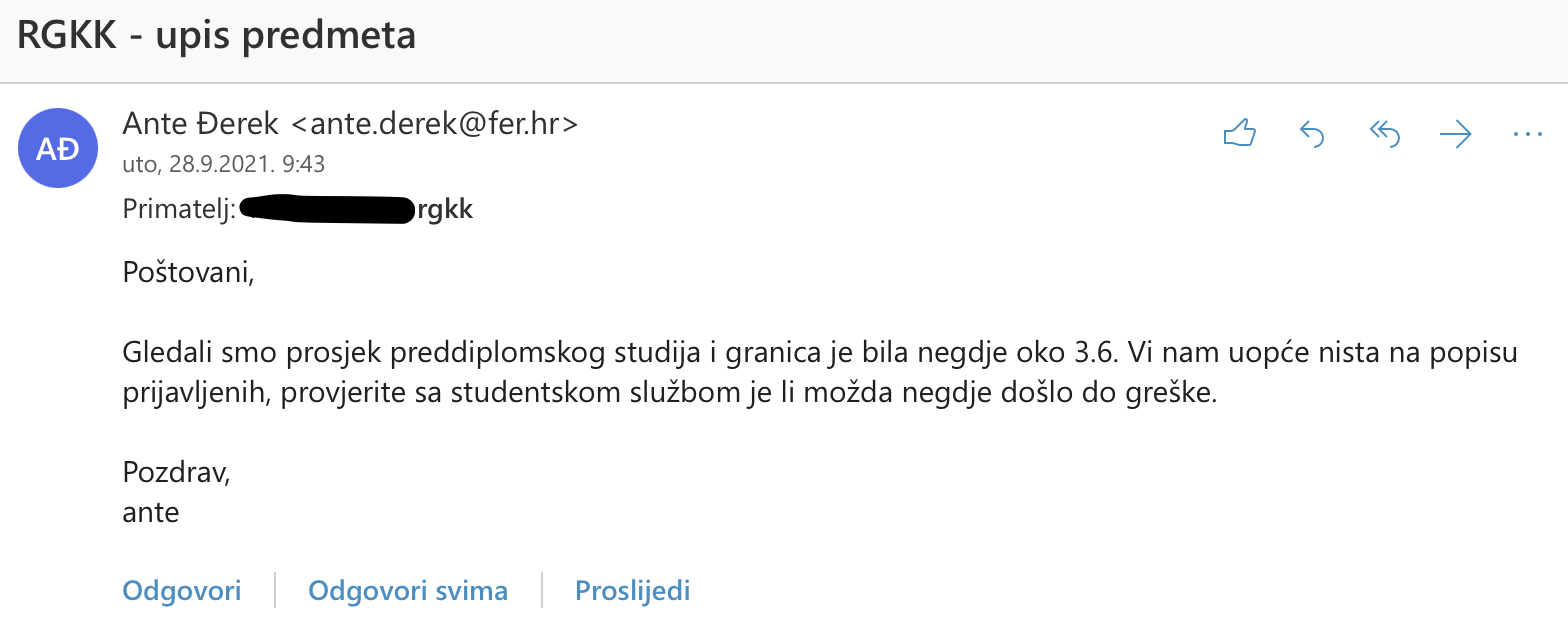 RGKK - upis predmeta
AĐ
Ante Đerek <ante.derek@fer.hr>
uto, 28.9.2021. 9:43
Primatelj: rgkk
Poštovani,
Gledali smo prosjek preddiplomskog studija i granica je bila negdje oko 3.6. Vi nam uopće nista na popisu
prijavljenih, provjerite sa studentskom službom je li možda negdje došlo do greške.
Pozdrav,
ante
Odgovori
Odgovori svima
Proslijedi